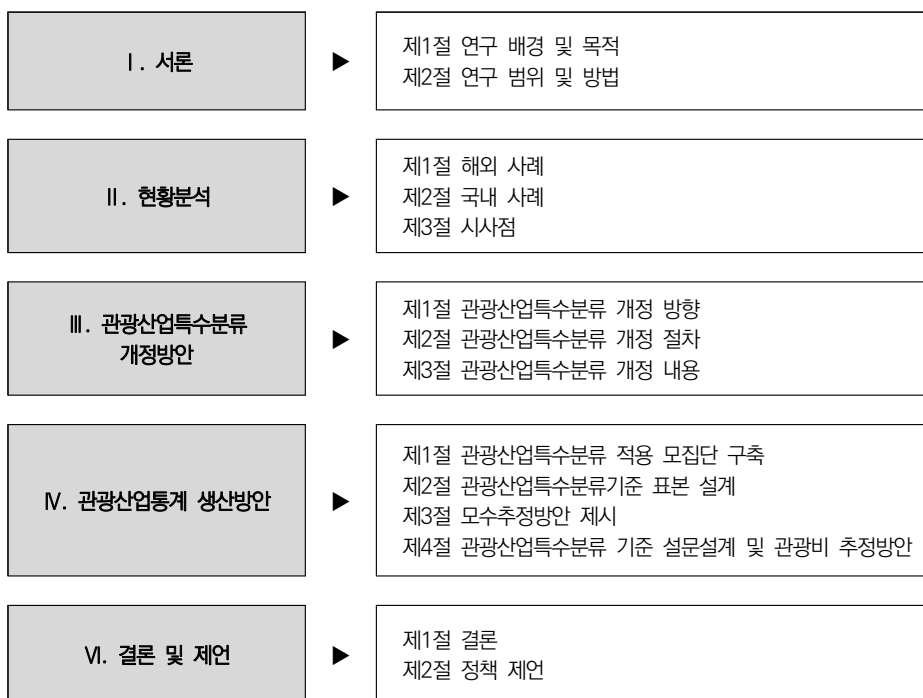 Ⅰ. 서론
▶
제1절 연구 배경 및 목적
제2절 연구 범위 및 방법
Ⅱ. 현황분석
▶
제1절 해외 사례
제2절 국내 사례
제3절 시사점
Ⅲ. 관광산업특수분류
개정방안
▶
제1절 관광산업특수분류 개정 방향
제2절 관광산업특수분류 개정 절차
제3절 관광산업특수분류 개정 내용
Ⅳ. 관광산업통계 생산방안
▶
제1절 관광산업특수분류 적용 모집단 구축
제2절 관광산업특수분류기준 표본 설계
제3절 모수추정방안 제시
제4절 관광산업특수분류 기준 설문설계 및 관광비 추정방안
Ⅵ. 결론 및 제언
▶
제1절 결론
제2절 정책 제언